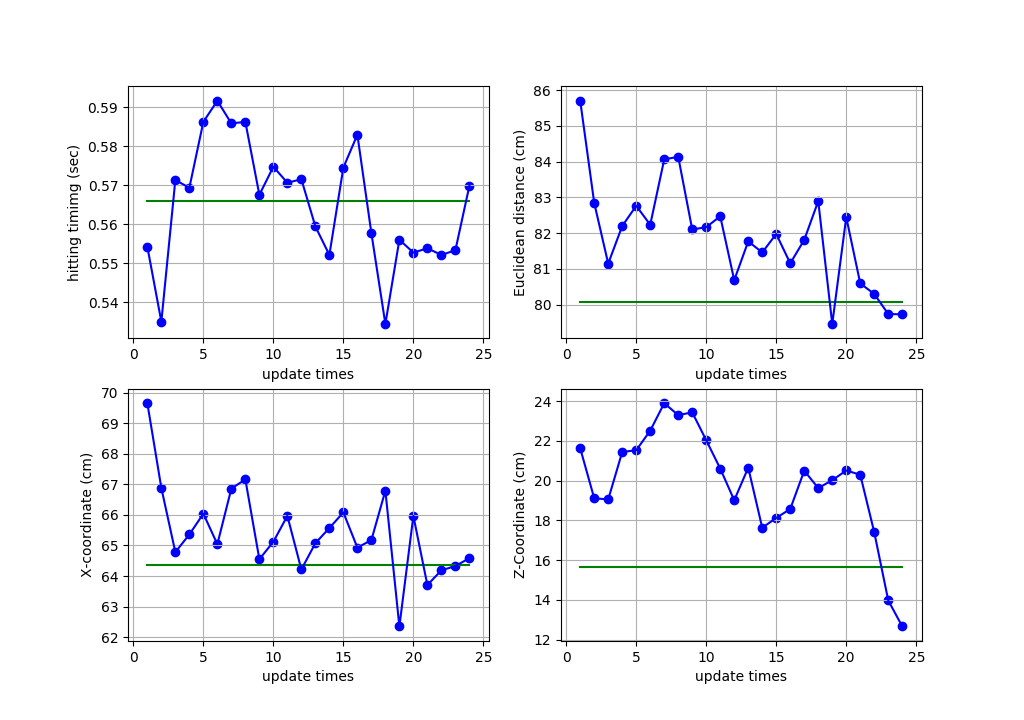 0.59
0.58
0.57
0.56
0.55
0.54
hitting timimg (sec)
0 5 10 15 20 25
update times
86
85
84
83
82
81
80
Euclidean distance (cm)
0 5 10 15 20 25
update times
70
69
68
67
66
65
64
63
62
X-coordinate (cm)
0 5 10 15 20 25
update times
24
22
20
18
16
14
12
Z-Coordinate (cm)
0 5 10 15 20 25
update times